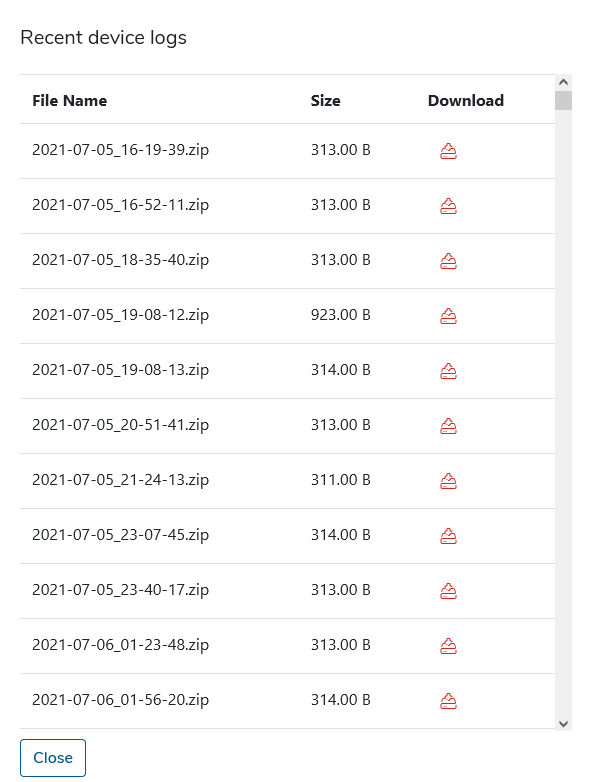 Recent device logs
File Name Size Download
2021-07-05_16-19-39.zip 313.00 B
2021-07-05_16-52-11.zip 313.00 B
2021-07-05_18-35-40.zip 313.00 B
2021-07-05_19-08-12.zip 923.00 B
2021-07-05_19-08-13.zip 314.00 B
2021-07-05_20-51-41.zip 313.00 B
2021-07-05_21-24-13.zip 311.00 B
2021-07-05_23-07-45.zip 314.00 B
2021-07-05_23-40-17.zip 313.00 B
2021-07-06_01-23-48.zip 313.00 B
2021-07-06_01-56-20.zip 314.00 B
Close